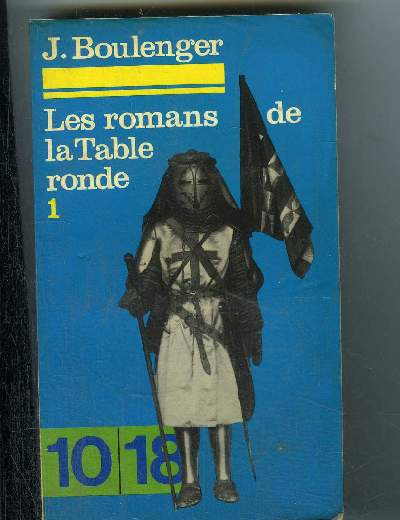 J. Boulenger
Les romans de
la Table
ronde
1
10|18